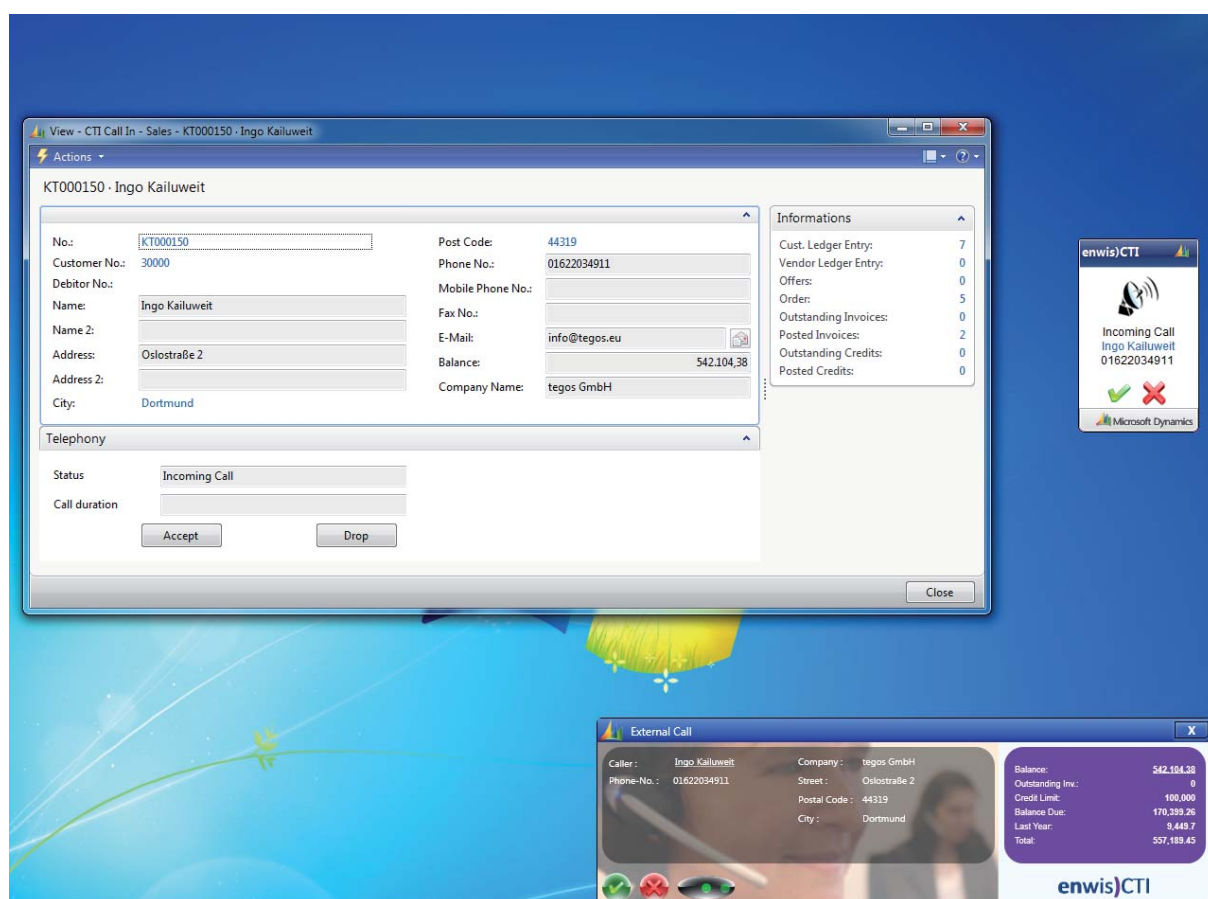 View - CTI Call In - Sales - KT000150 · Ingo Kailuweit
Actions
KT000150 · Ingo Kailuweit
No.: KT000150
Customer No.: 30000
Debitor No.:
Name: Ingo Kailuweit
Name 2:
Address: Oslostraße 2
Address 2:
City: Dortmund
Post Code: 44319
Phone No.: 01622034911
Mobile Phone No.:
Fax No.:
E-Mail: info@tegos.eu
Balance: 542.104,38
Company Name: tegos GmbH
Informations
Cust. Ledger Entry: 7
Vendor Ledger Entry: 0
Offers: 0
Order: 5
Outstanding Invoices: 0
Posted Invoices: 2
Outstanding Credits: 0
Posted Credits: 0
Telephony
Status Incoming Call
Call duration
Accept Drop
Close
enwis)CTI
Incoming Call
Ingo Kailuweit
01622034911
Microsoft Dynamics
External Call X
Caller : Ingo Kailuweit
Phone-No. : 01622034911
Company : tegos GmbH
Street : Oslostraße 2
Postal Code : 44319
City : Dortmund
Balance: 542.104.38
Outstanding Inv.: 0
Credit Limit: 100,000
Balance Due: 170,399.26
Last Year: 9,449.7
Total: 557,189.45
enwis)CTI